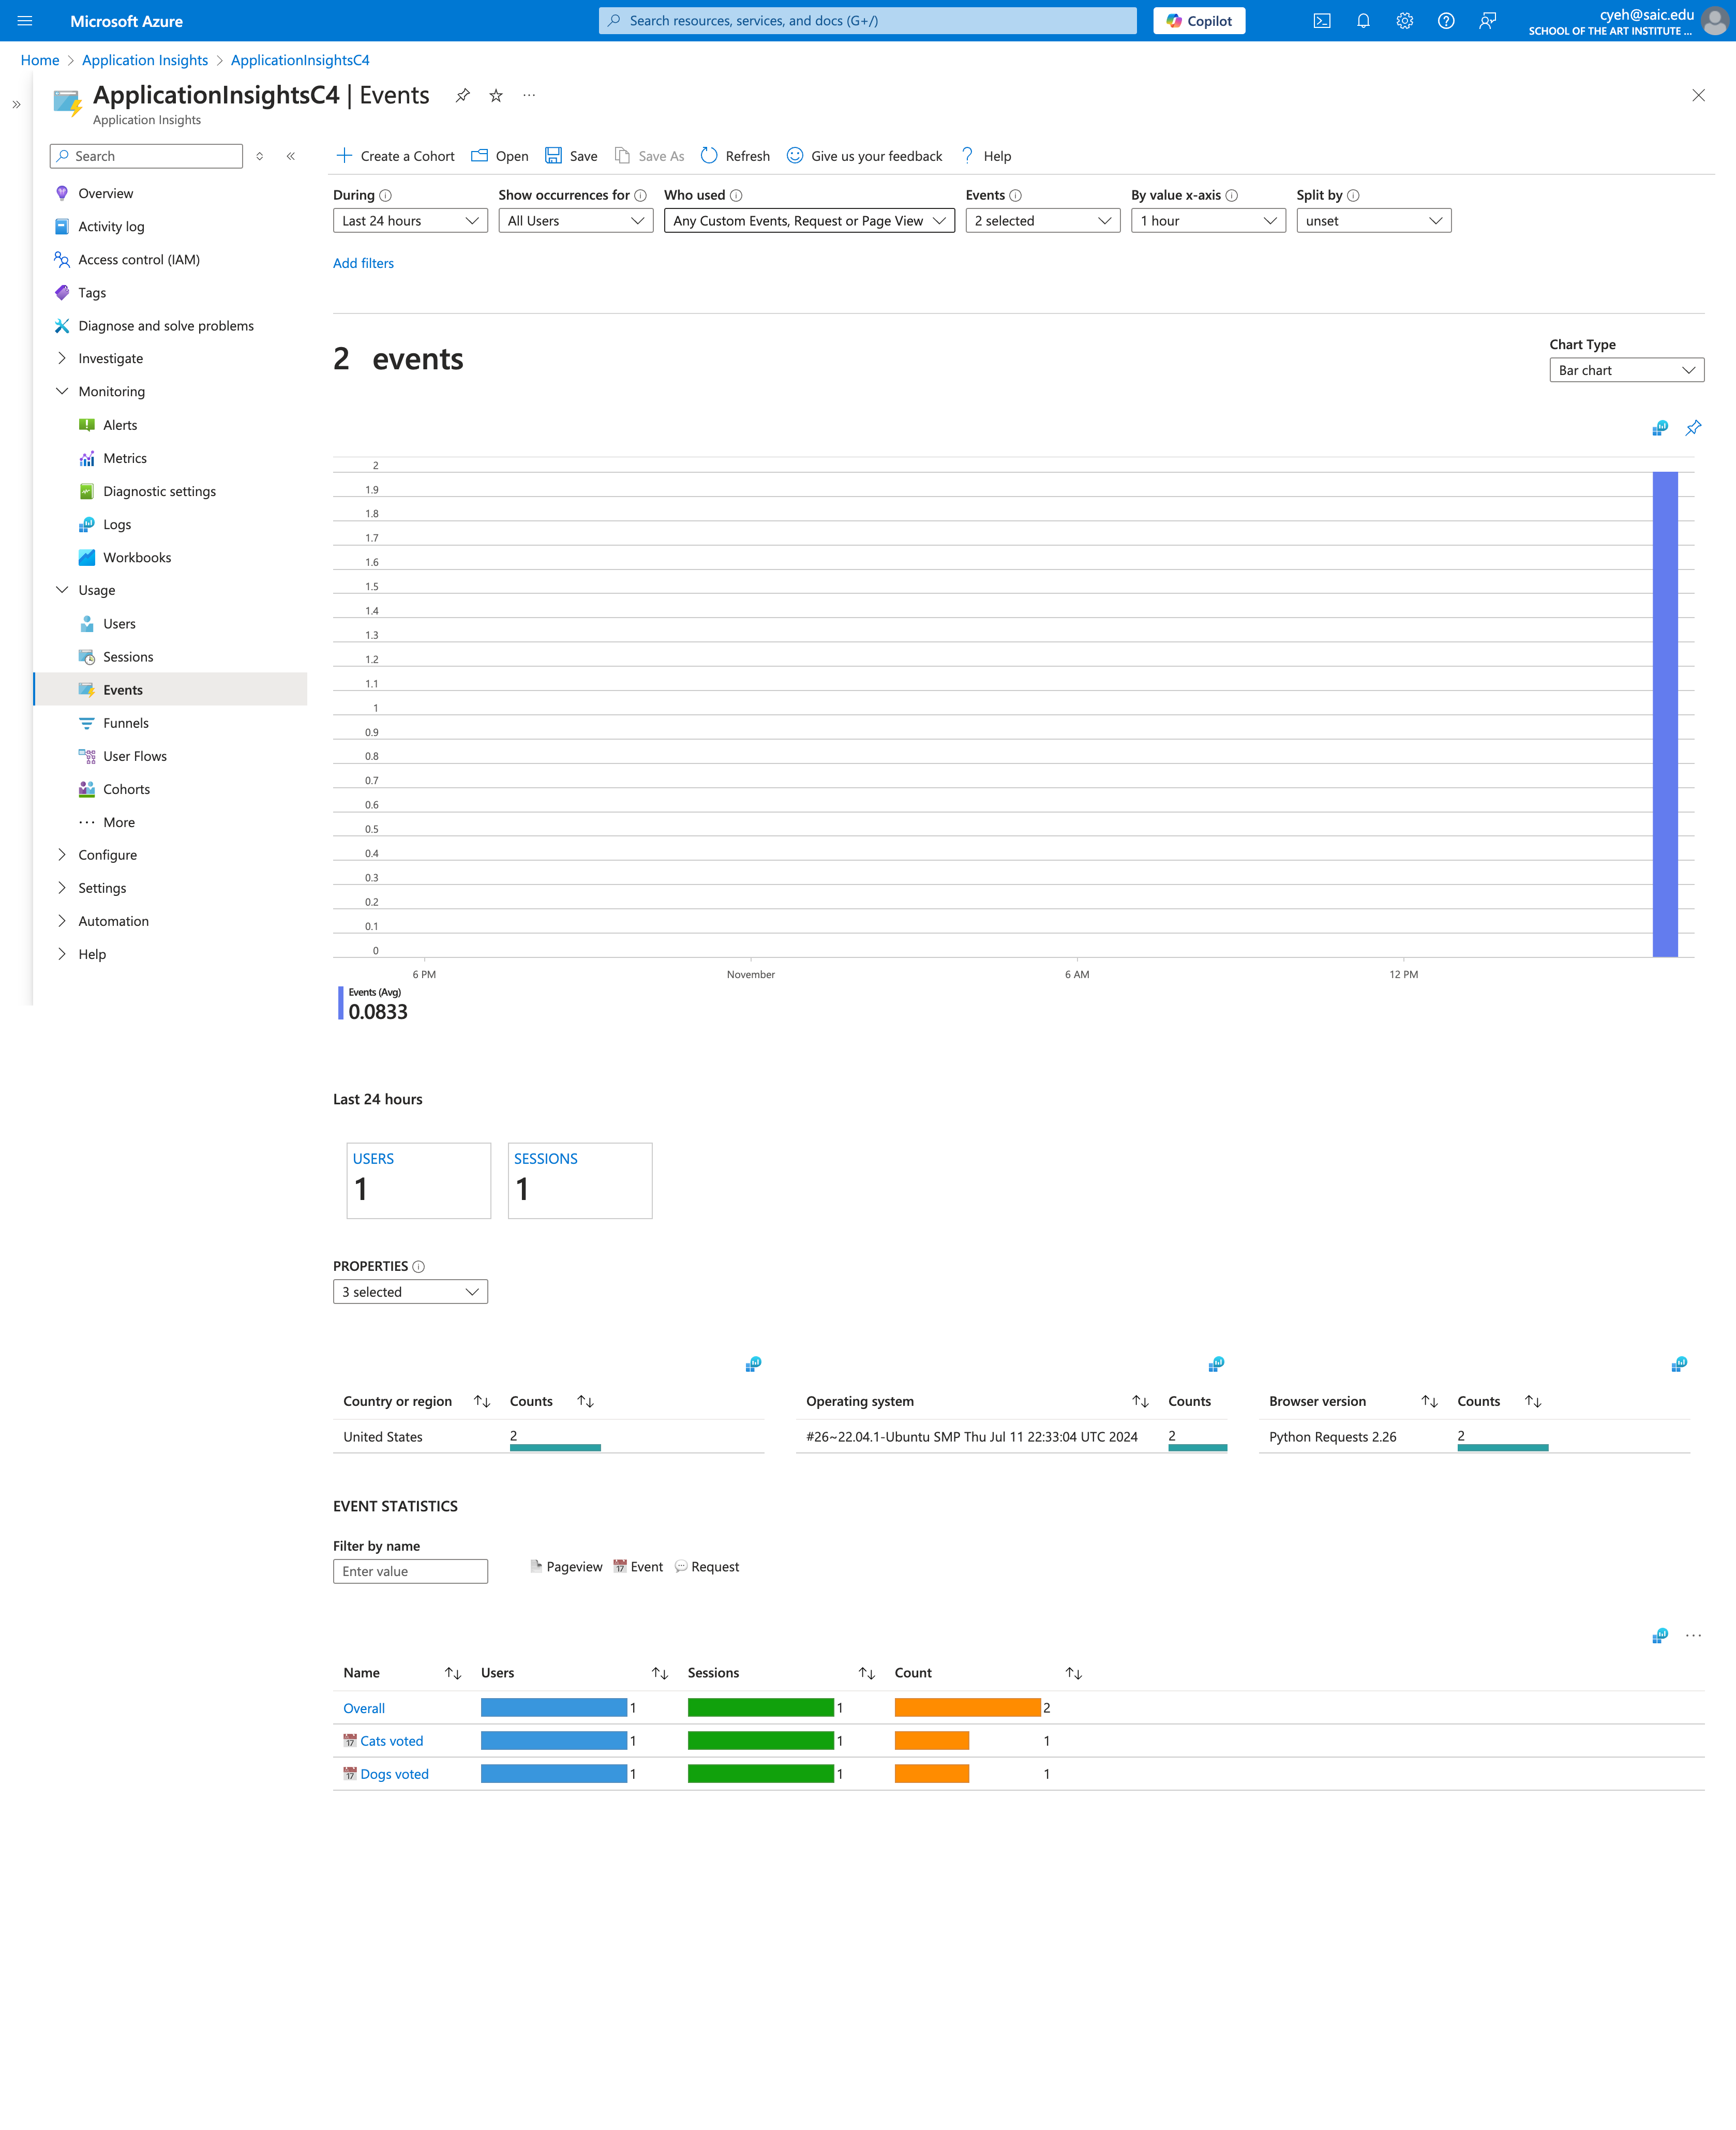 Microsoft Azure
Search resources, services, and docs (G+/)
Copilot
cyeh@saic.edu
SCHOOL OF THE ART INSTITUTE ...
Home > Application Insights > ApplicationInsightsC4
ApplicationInsightsC4 | Events
Application Insights
Search
Overview
Activity log
Access control (IAM)
Tags
Diagnose and solve problems
Investigate
Monitoring
Alerts
Metrics
Diagnostic settings
Logs
Workbooks
Usage
Users
Sessions
Events
Funnels
User Flows
Cohorts
More
Configure
Settings
Automation
Help
Create a Cohort Open Save Save As Refresh Give us your feedback Help
During Show occurrences for Who used Events By value x-axis Split by
Last 24 hours All Users Any Custom Events, Request or Page View 2 selected 1 hour unset
Add filters
2 events
Chart Type
Bar chart
2
1.9
1.8
1.7
1.6
1.5
1.4
1.3
1.2
1.1
1
0.9
0.8
0.7
0.6
0.5
0.4
0.3
0.2
0.1
0
6 PM November 6 AM 12 PM
Events (Avg)
0.0833
Last 24 hours
USERS
1
SESSIONS
1
PROPERTIES
3 selected
Country or region Counts
United States 2
Operating system Counts
#26~22.04.1-Ubuntu SMP Thu Jul 11 22:33:04 UTC 2024 2
Browser version Counts
Python Requests 2.26 2
EVENT STATISTICS
Filter by name
Enter value
Pageview 17 Event Request
Name Users Sessions Count
Overall 1 1 2
17 Cats voted 1 1 1
17 Dogs voted 1 1 1